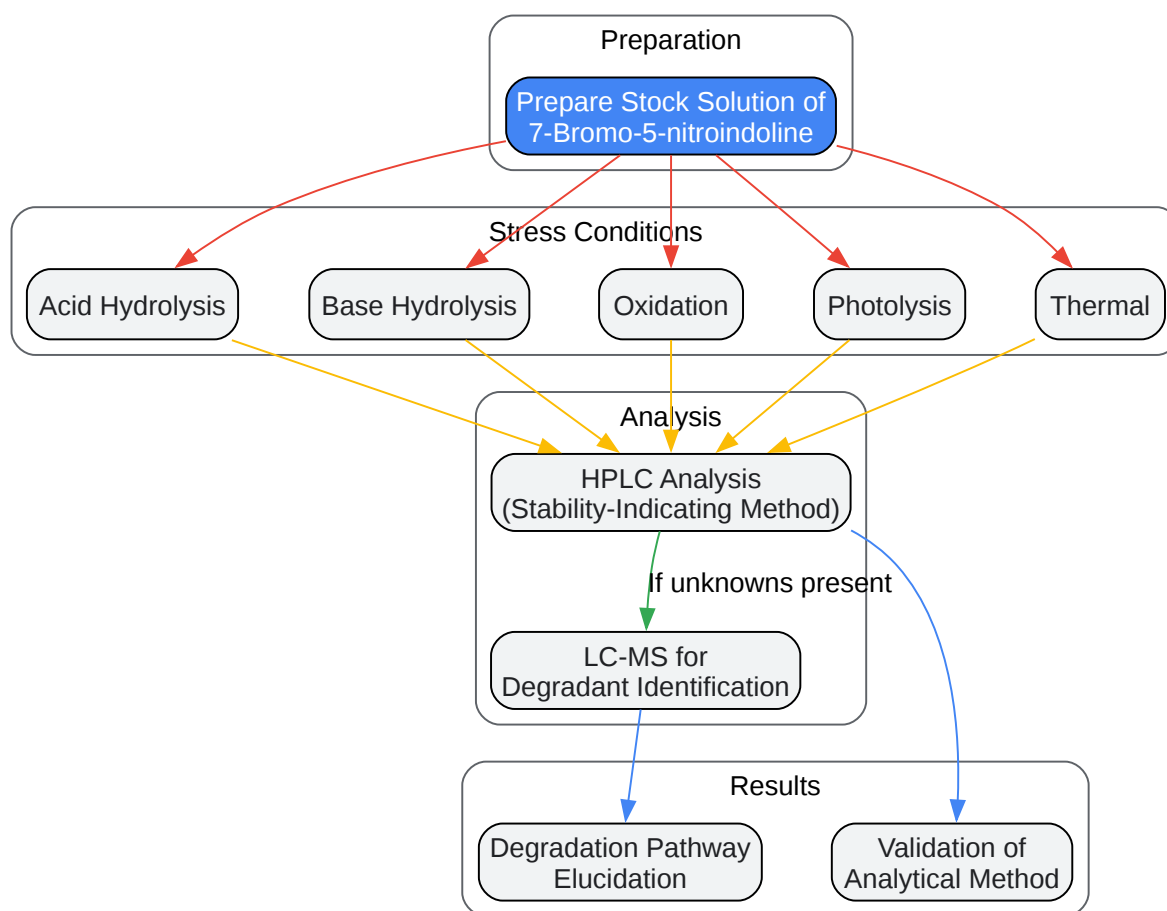 Preparation
Prepare Stock Solution of
7-Bromo-5-nitroindoline
Stress Conditions
Acid Hydrolysis
Base Hydrolysis
Oxidation
Photolysis
Thermal
Analysis
HPLC Analysis
(Stability-Indicating Method)
If unknowns present
LC-MS for
Degradant Identification
Results
Degradation Pathway
Elucidation
Validation of
Analytical Method